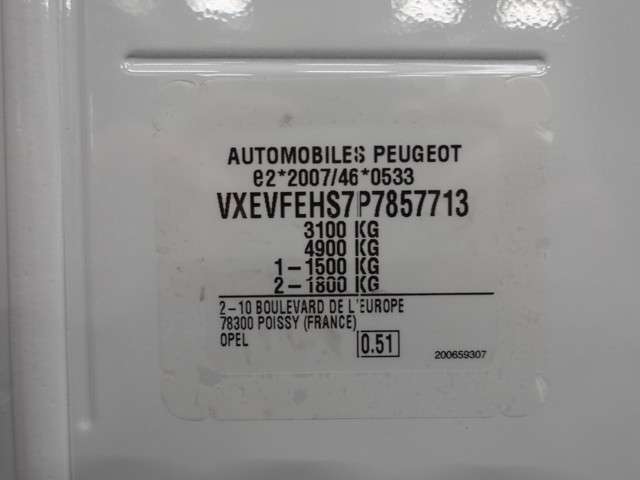 AUTOMOBILES PEUGEOT
e2*2007/46*0533
VXEVFEHS7P7857713
3100 KG
4900 KG
1-1500 KG
2-1800 KG
2-10 BOULEVARD DE L'EUROPE
78300 POISSY (FRANCE)
OPEL 0.51 200659307